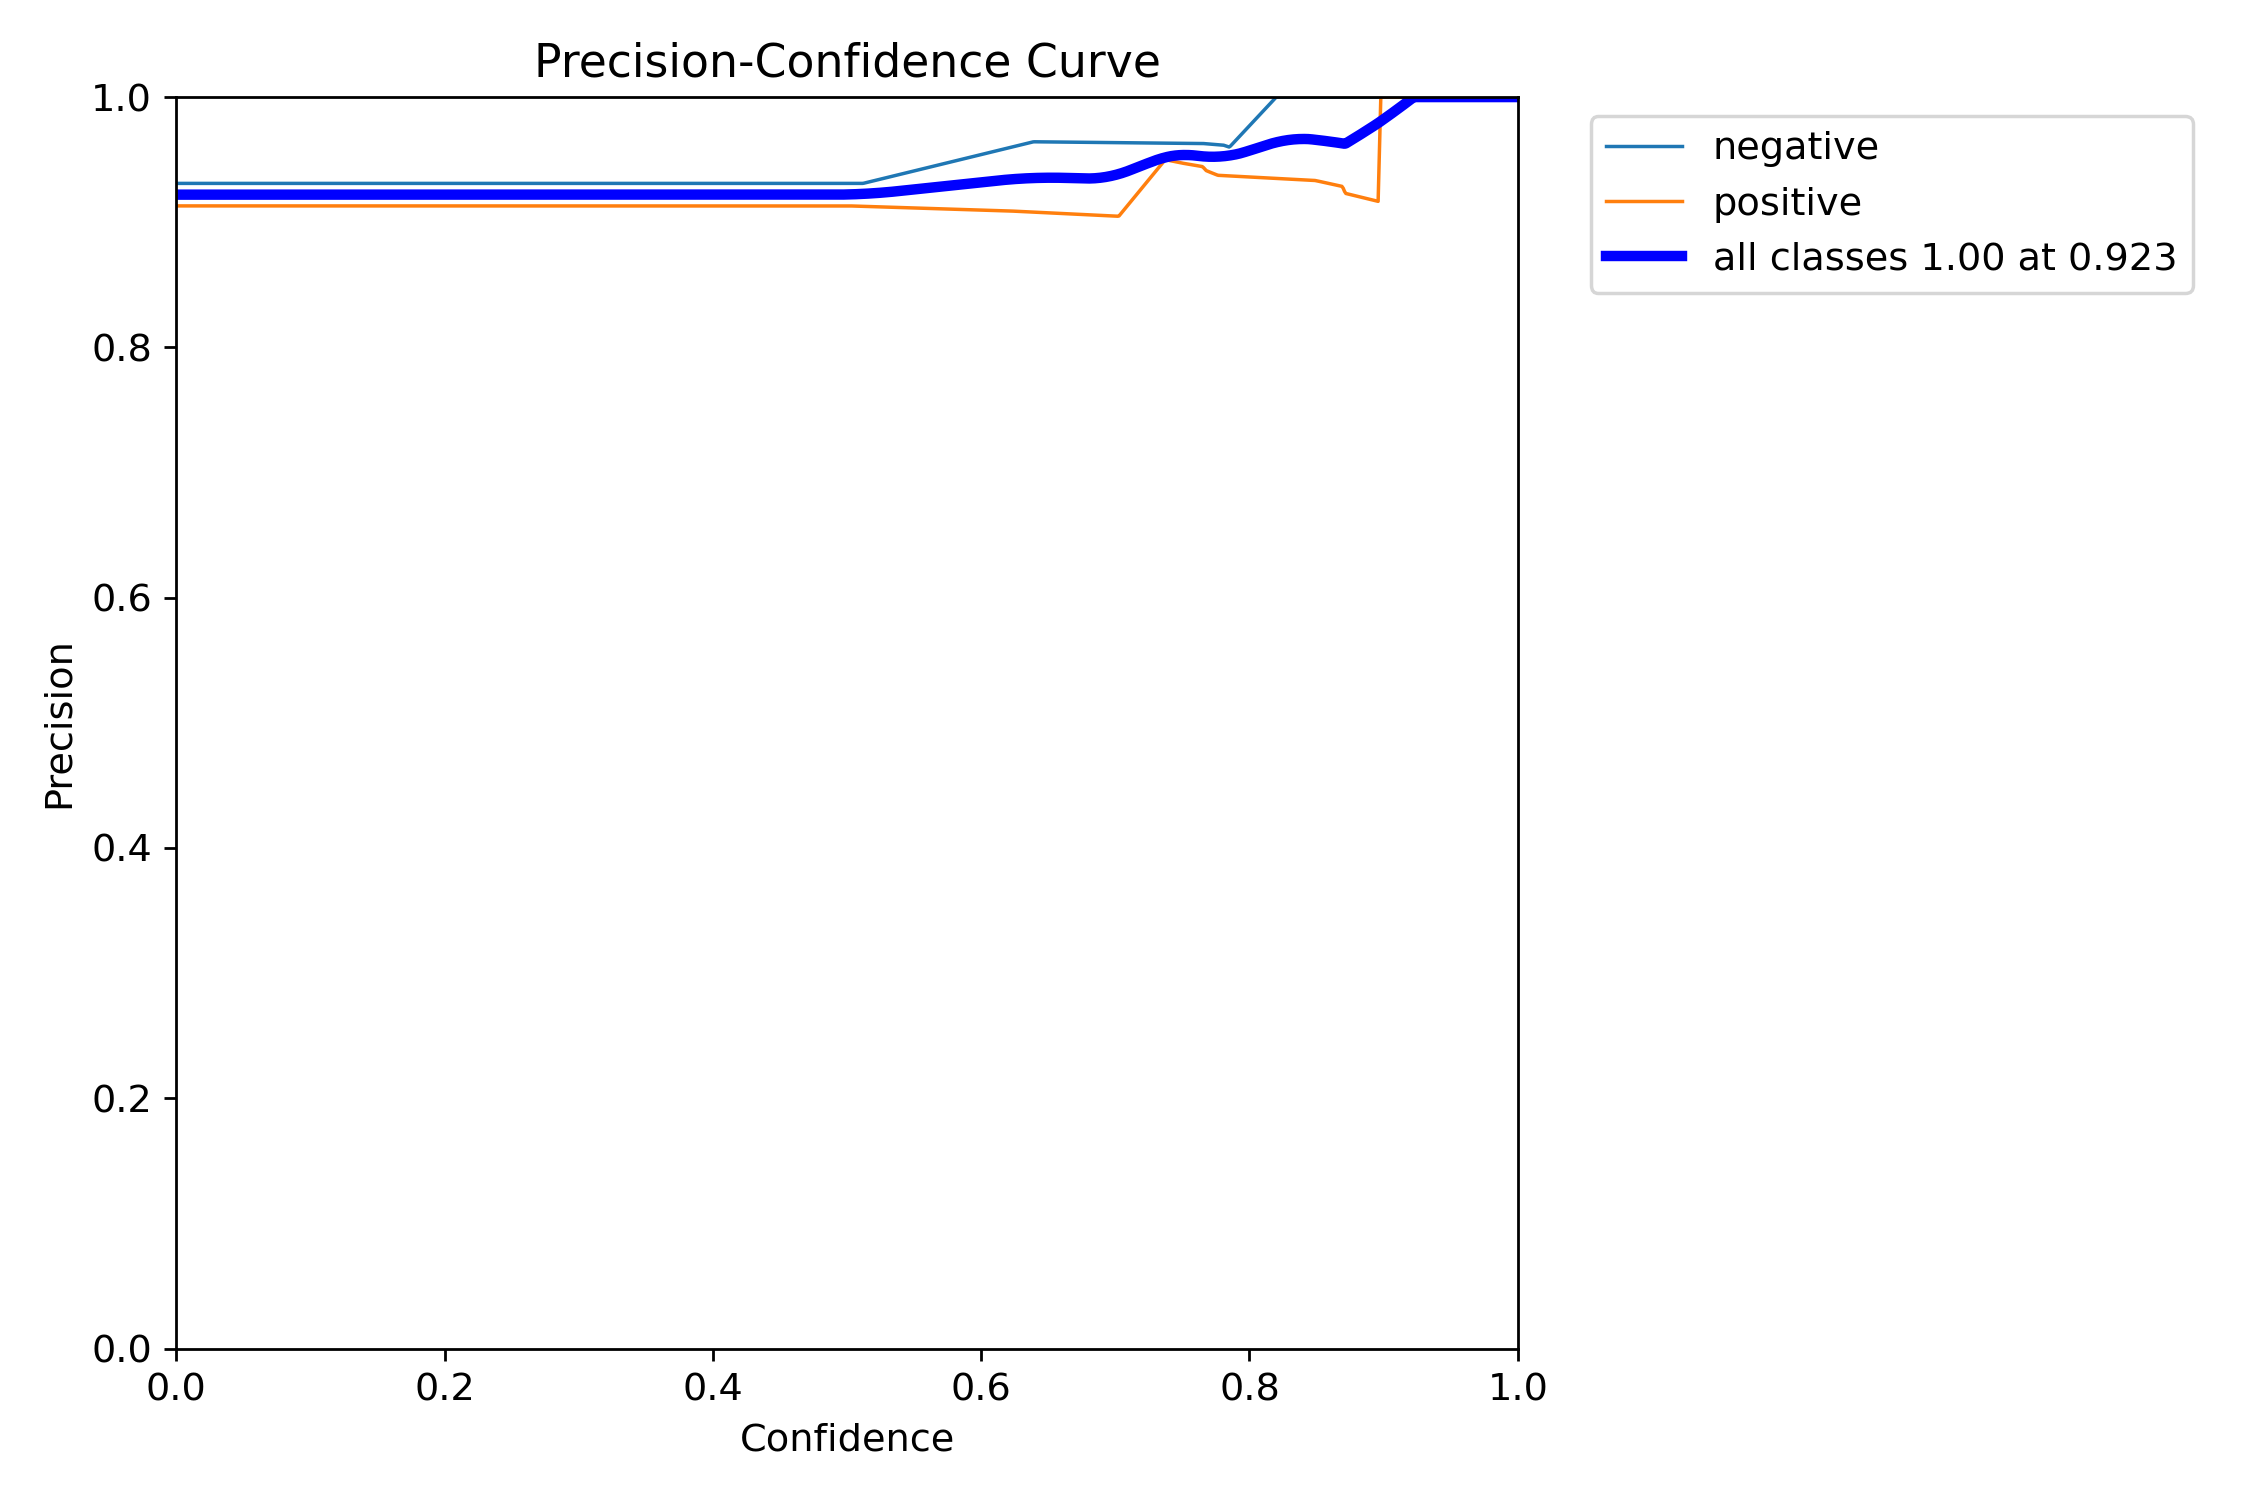 Precision-Confidence Curve
1.0
0.8
0.6
0.4
0.2
0.0
Precision
0.0 0.2 0.4 0.6 0.8 1.0
Confidence
negative
positive
all classes 1.00 at 0.923